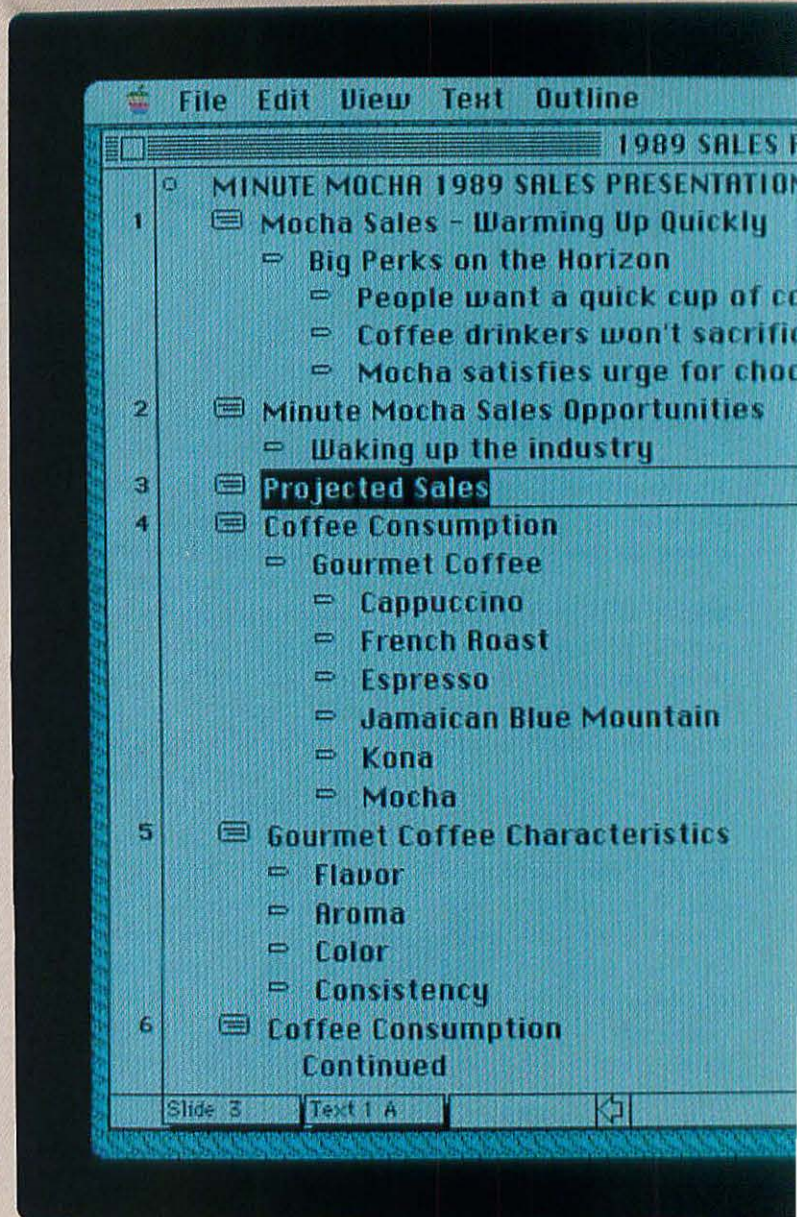 File Edit View Text Outline
1989 SALES
MINUTE MOCHA 1989 SALES PRESENTATION
1 Mocha Sales - Warming Up Quickly
Big Perks on the Horizon
People want a quick cup of
Coffee drinkers won't
Mocha satisfies urge for
2 Minute Mocha Sales Opportunities
Waking up the industry
3 Projected Sales
4 Coffee Consumption
Gourmet Coffee
Cappuccino
French Roast
Espresso
Jamaican Blue Mountain
Kona
Mocha
5 Gourmet Coffee Characteristics
Flavor
Aroma
Color
Consistency
6 Coffee Consumption
Continued
Slide 3 Text 1 A